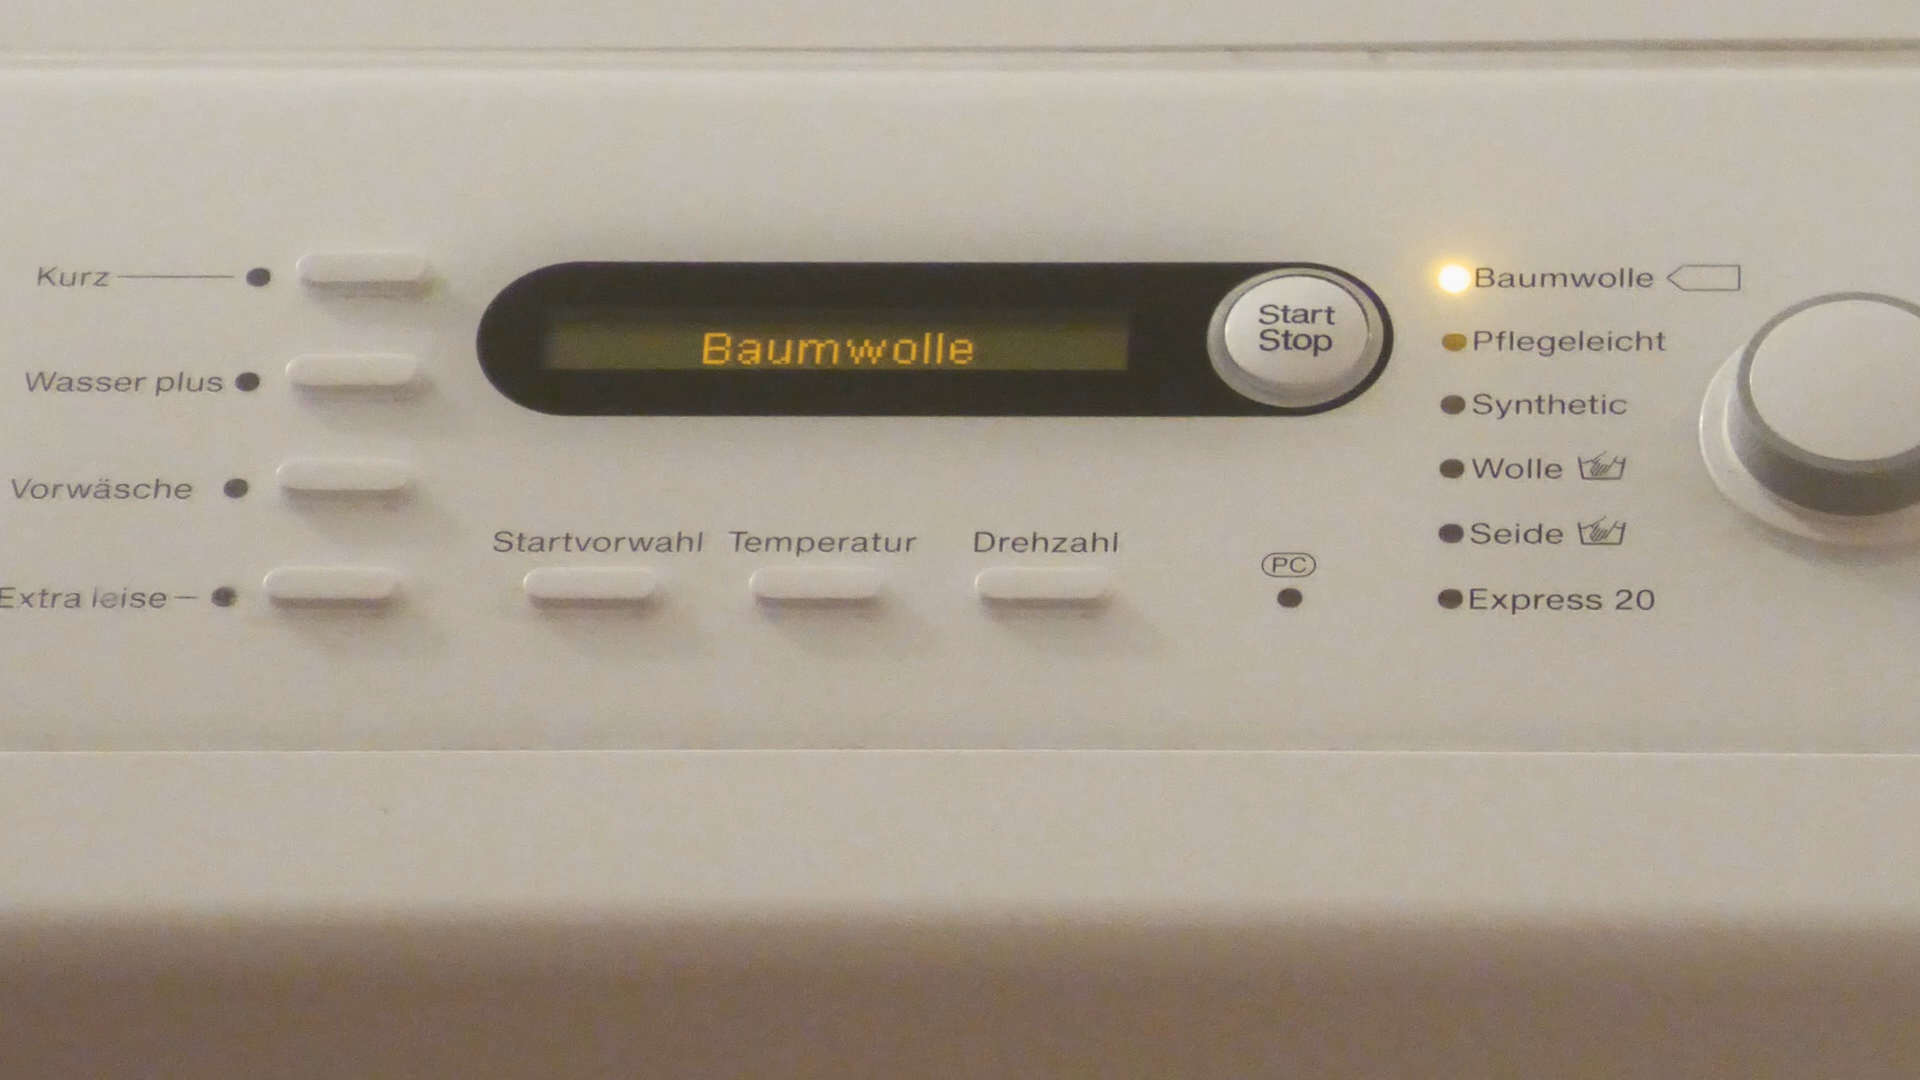 Kurz
Wasser plus
Vorwäsche
Extra leise
Baumwolle
Start
Stop
Startvorwahl
Temperatur
Drehzahl
PC
Baumwolle
Pflegeleicht
Synthetic
Wolle
Seide
Express 20